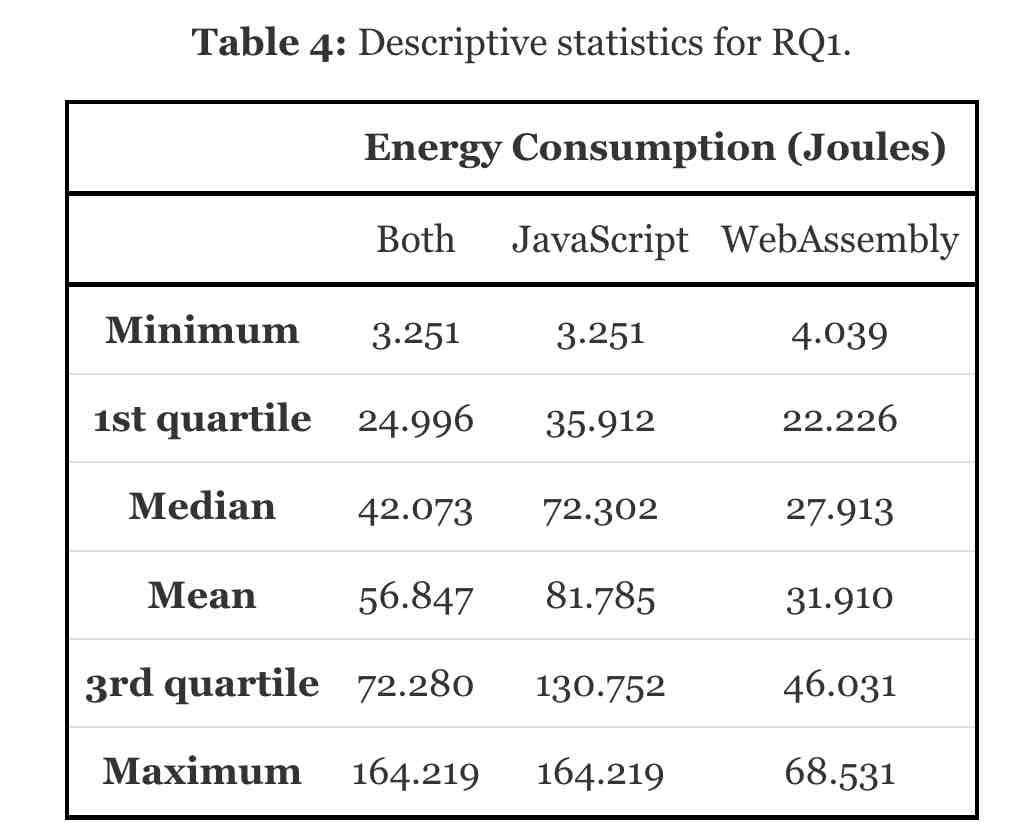 Table 4: Descriptive statistics for RQ1.
Energy Consumption (Joules)
Both JavaScript WebAssembly
Minimum 3.251 3.251 4.039
1st quartile 24.996 35.912 22.226
Median 42.073 72.302 27.913
Mean 56.847 81.785 31.910
3rd quartile 72.280 130.752 46.031
Maximum 164.219 164.219 68.531